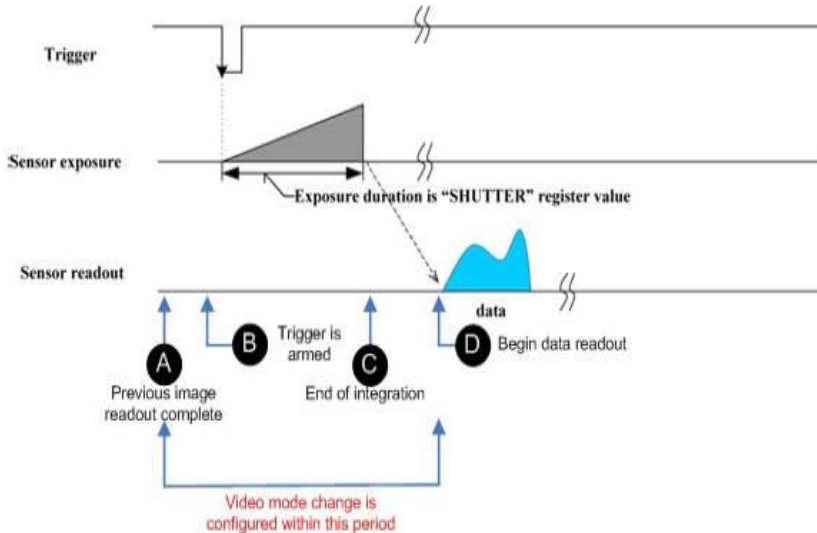 Trigger
Sensor exposure
Exposure duration is “SHUTTER” register value
Sensor readout
data
A
B
Trigger is
armed
C
D
Begin data readout
Previous image
readout complete
End of integration
Video mode change is
configured within this period